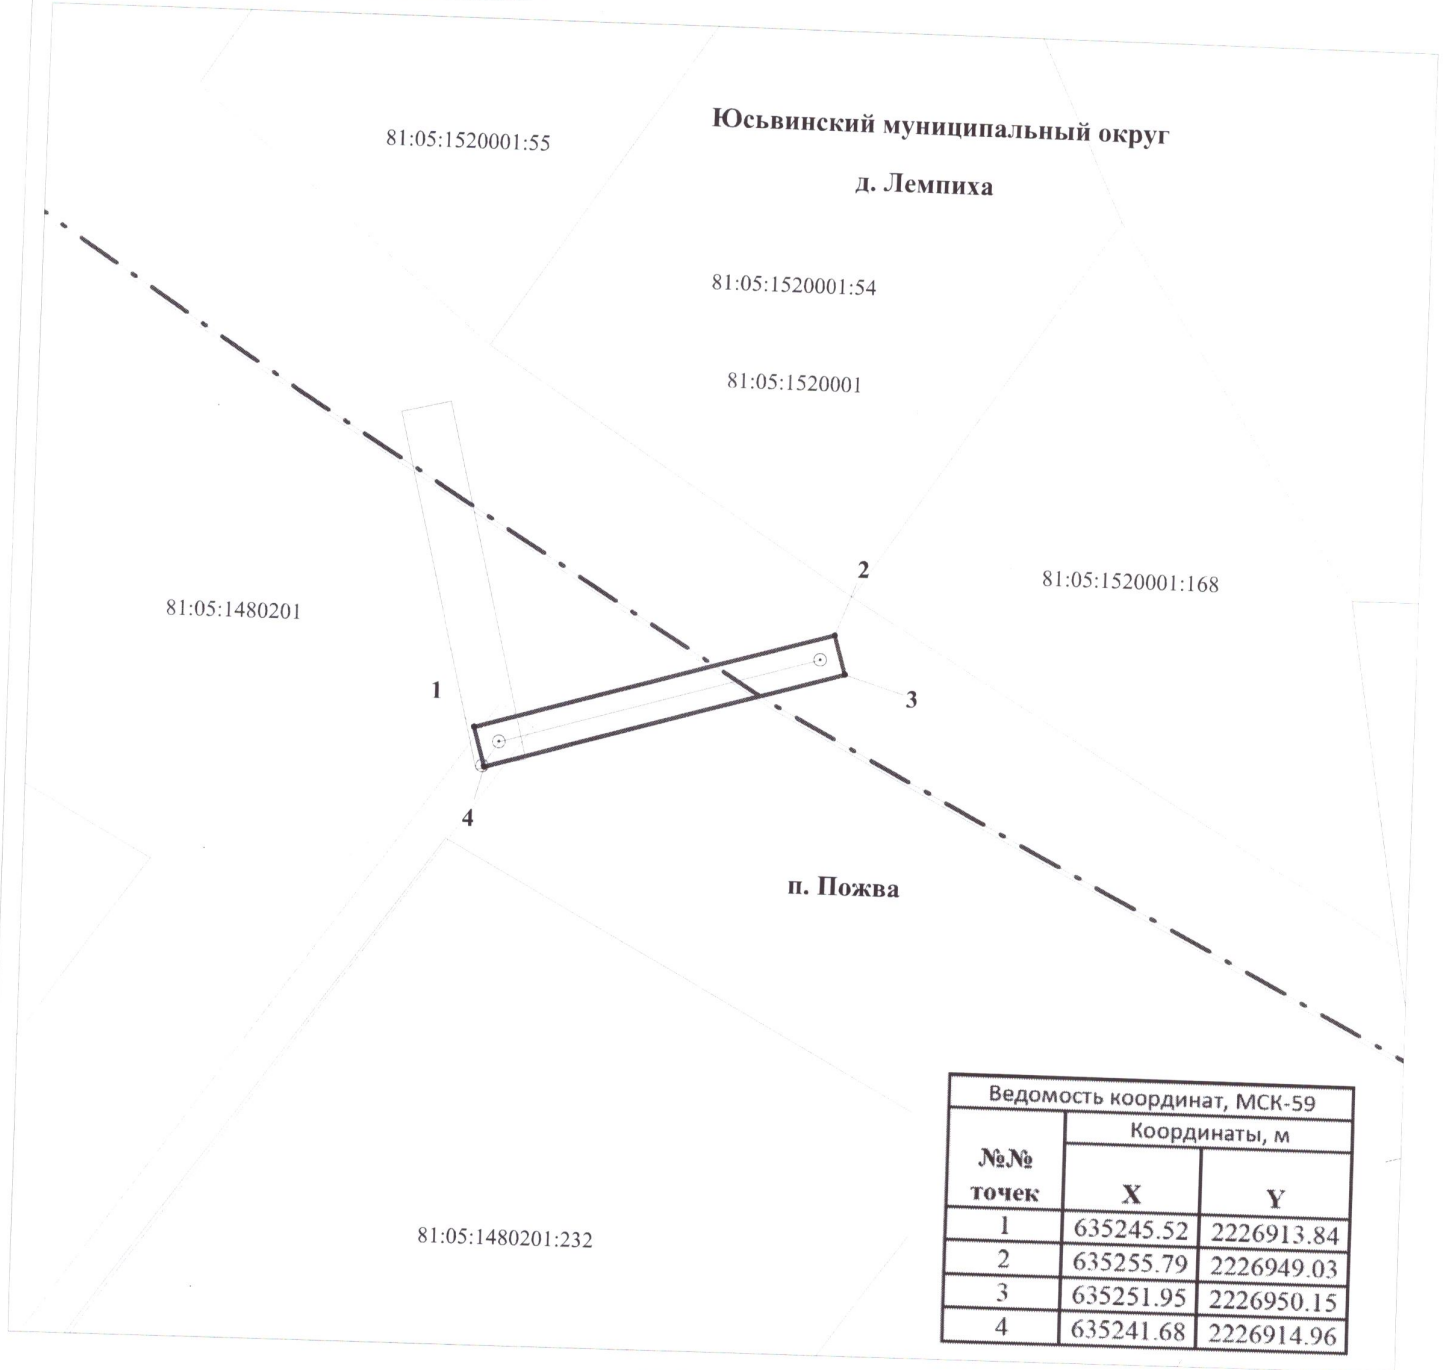 Юсьвинский муниципальный округ
81:05:1520001:55
д. Лемпиха
81:05:1520001:54
81:05:1520001
2
81:05:1520001:168
81:05:1480201
1
3
4
п. Пожва
81:05:1480201:232
Ведомость координат, МСК-59
№№ точек
Координаты, м
X Y
1 635245.52 2226913.84
2 635255.79 2226949.03
3 635251.95 2226950.15
4 635241.68 2226914.96